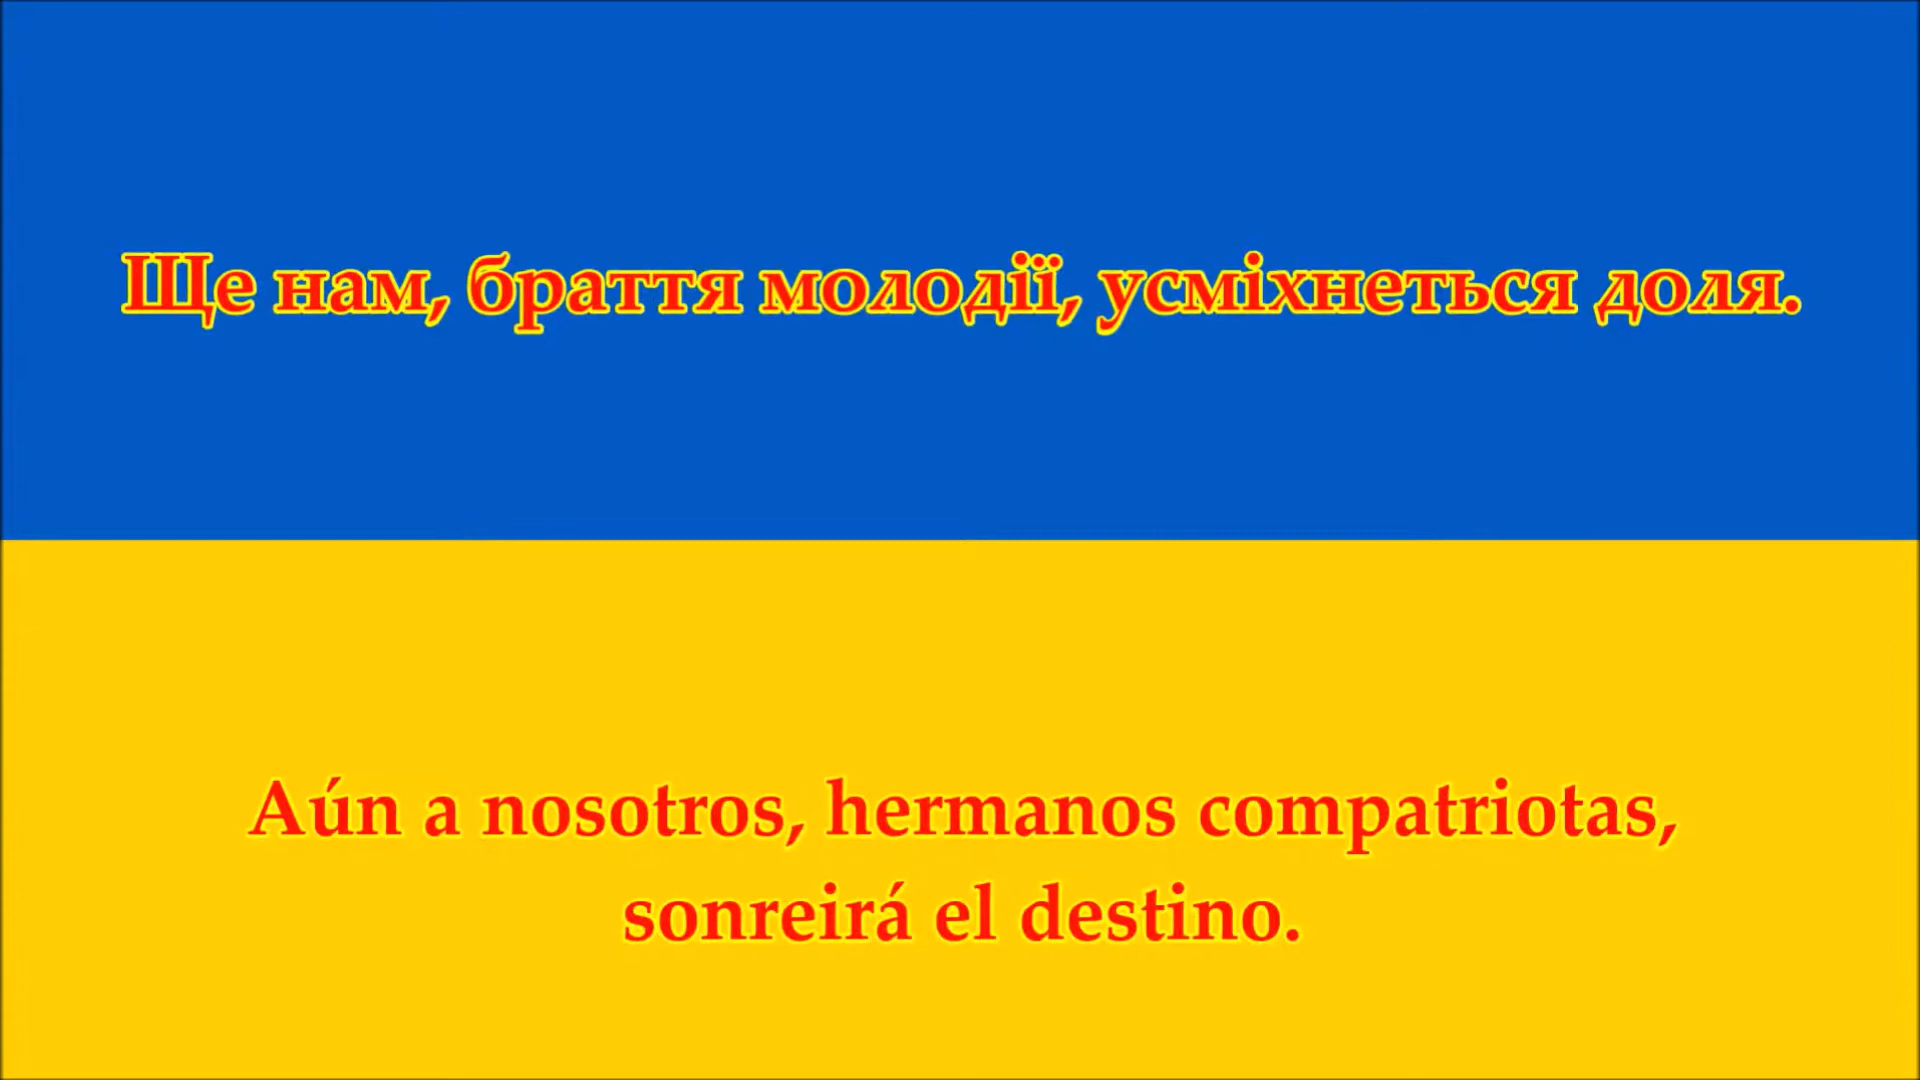 Ще нам, браття молодії, усміхнеться доля.
Aún a nosotros, hermanos compatriotas,
sonreirá el destino.